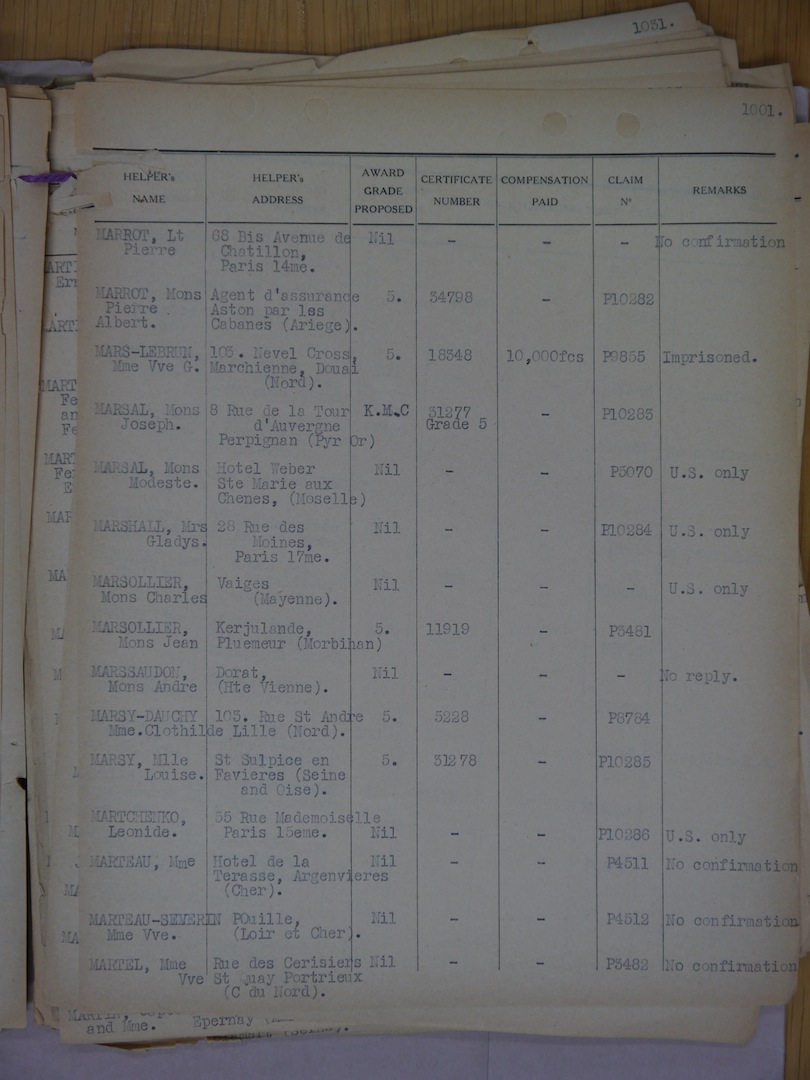 1031.
1001.
HELPER's NAME HELPER's ADDRESS AWARD GRADE PROPOSED CERTIFICATE NUMBER COMPENSATION PAID CLAIM N° REMARKS
MARROT, Lt 68 Bis Avenue de Nil - - - No confirmation
Pierre Chatillon,
Paris 14me.
MARROT, Mons Agent d'assurance 5. 34798 - P10282
Pierre Aston par les
Albert. Cabanes (Ariege).
MARS-LEBRUN, 103. Nevel Cross, 5. 18348 10,000fcs P9855 Imprisoned.
Mme Vve G. Marchienne, Douai
(Nord).
MARSAL, Mons 8 Rue de la Tour K.M.C 31277 - P10283
Joseph. d'Auvergne Grade 5
Perpignan (Pyr Or)
MARSAL, Mons Hotel Weber Nil - - P3070 U.S. only
Modeste. Ste Marie aux
Chenes, (Moselle)
MARSHALL, Mrs 28 Rue des Nil - - P10284 U.S. only
Gladys. Moines,
Paris 17me.
MARSOLLIER, Vaiges Nil - - - U.S. only
Mons Charles (Mayenne).
MARSOLLIER, Kerjulande, 5. 11919 - P3481
Mons Jean Pluemeur (Morbihan)
MARSSAUDON, Dorat, Nil - - - No reply.
Mons Andre (Hte Vienne).
MARSY-DAUCHY 103. Rue St Andre 5. 5228 - P8784
Mme.Clothilde Lille (Nord).
MARSY, Mlle St Sulpice en 5. 31278 - P10285
Louise. Favieres (Seine
and Oise).
MARTCHENKO, 55 Rue Mademoiselle
Leonide. Paris 15eme. Nil - - P10286 U.S. only
MARTEAU, Mme Hotel de la Nil - - P4511 No confirmation
Terasse, Argenvieres
(Cher).
MARTEAU-SEVERIN POuille, Nil - - P4512 No confirmation
Mme Vve. (Loir et Cher).
MARTEL, Mme Rue des Cerisiers Nil - - P3482 No confirmation
Vve St Quay Portrieux
(C du Nord).
and Mme. Epernay